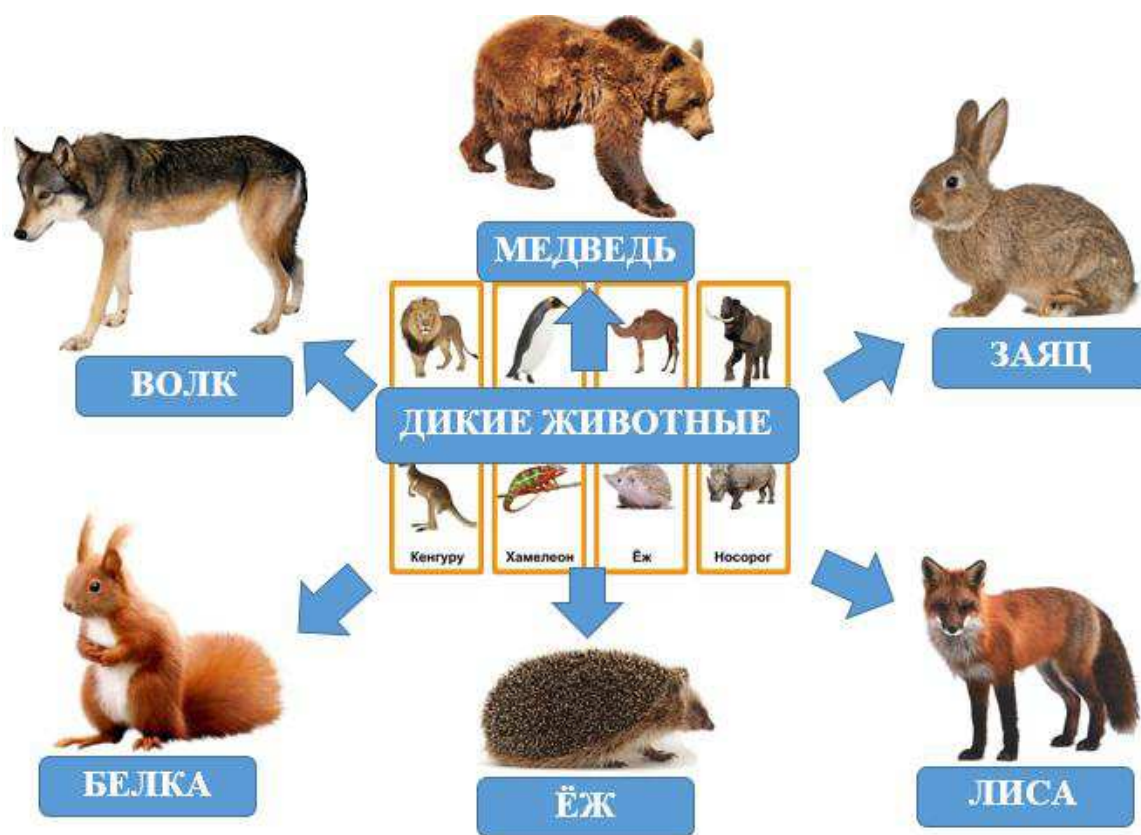 МЕДВЕДЬ
ВОЛК
ЗАЯЦ
ДИКИЕ ЖИВОТНЫЕ
Кенгуру
Хамелеон
Ёж
Носорог
БЕЛКА
ЁЖ
ЛИСА